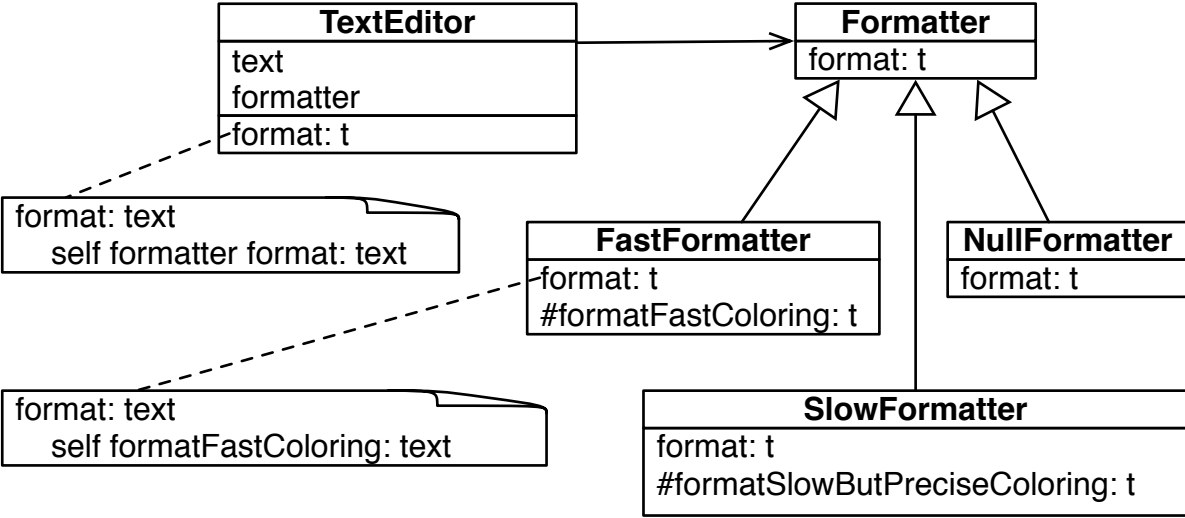 TextEditor
text
formatter
format: t
Formatter
format: t
format: text
self formatter format: text
FastFormatter
format: t
#formatFastColoring: t
NullFormatter
format: t
format: text
self formatFastColoring: text
SlowFormatter
format: t
#formatSlowButPreciseColoring: t